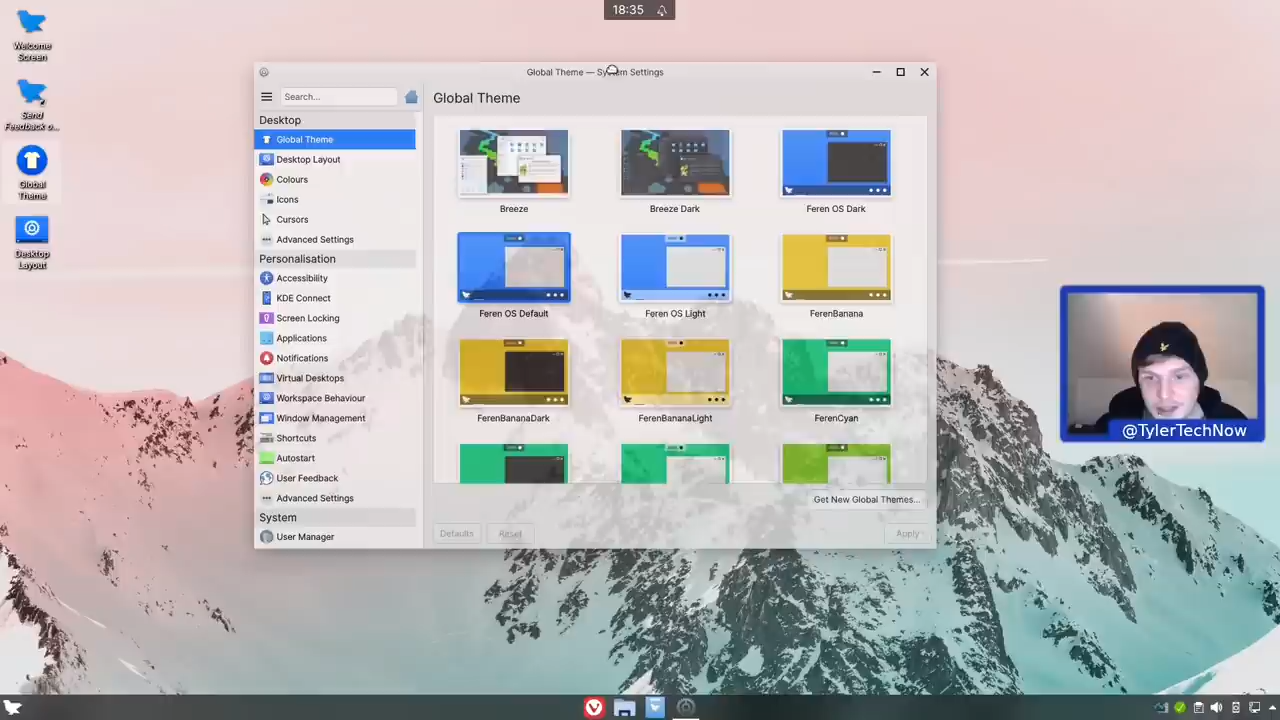 18:35
Welcome
Screen
Send
Feedback o...
Global
Theme
Desktop
Layout
Global Theme — System Settings
Search...
Desktop
Global Theme
Desktop Layout
Colours
Icons
Cursors
Advanced Settings
Personalisation
Accessibility
KDE Connect
Screen Locking
Applications
Notifications
Virtual Desktops
Workspace Behaviour
Window Management
Shortcuts
Autostart
User Feedback
Advanced Settings
System
User Manager
Global Theme
Breeze
Breeze Dark
Feren OS Dark
Feren OS Default
Feren OS Light
FerenBanana
FerenBananaDark
FerenBananaLight
FerenCyan
Get New Global Themes...
Defaults
Reset
Apply
@TylerTechNow